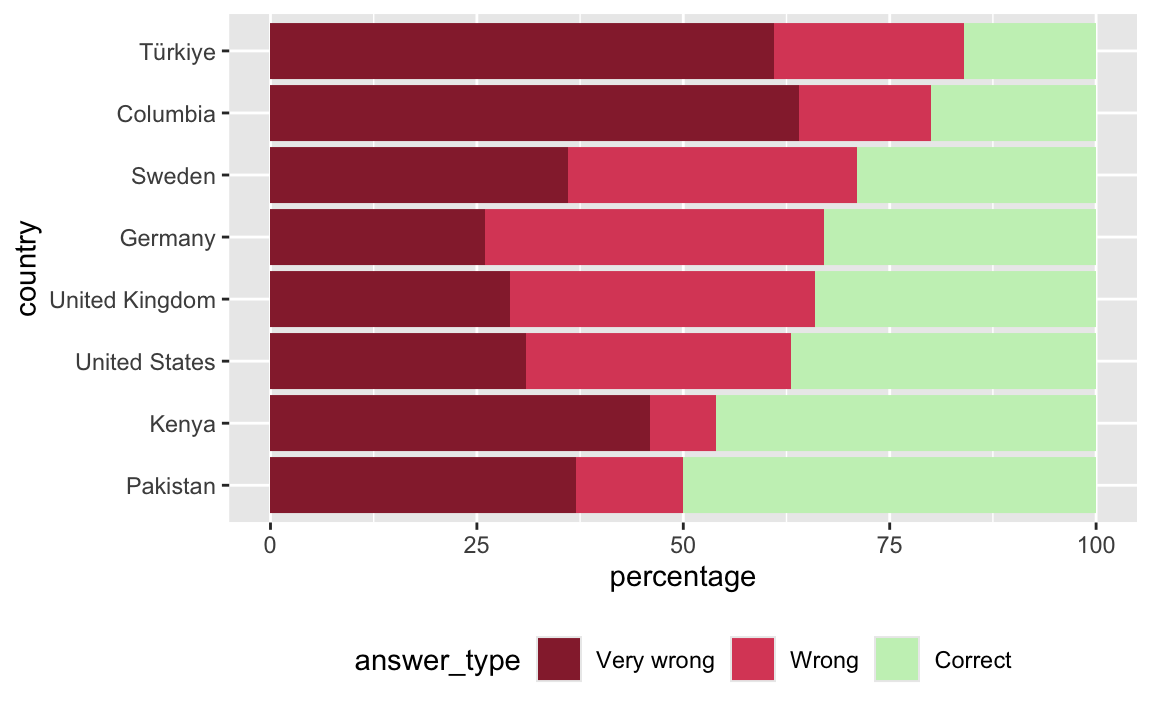 Türkiye
Columbia
Sweden
Germany
United Kingdom
United States
Kenya
Pakistan
country
0 25 50 75 100
percentage
answer_type Very wrong Wrong Correct